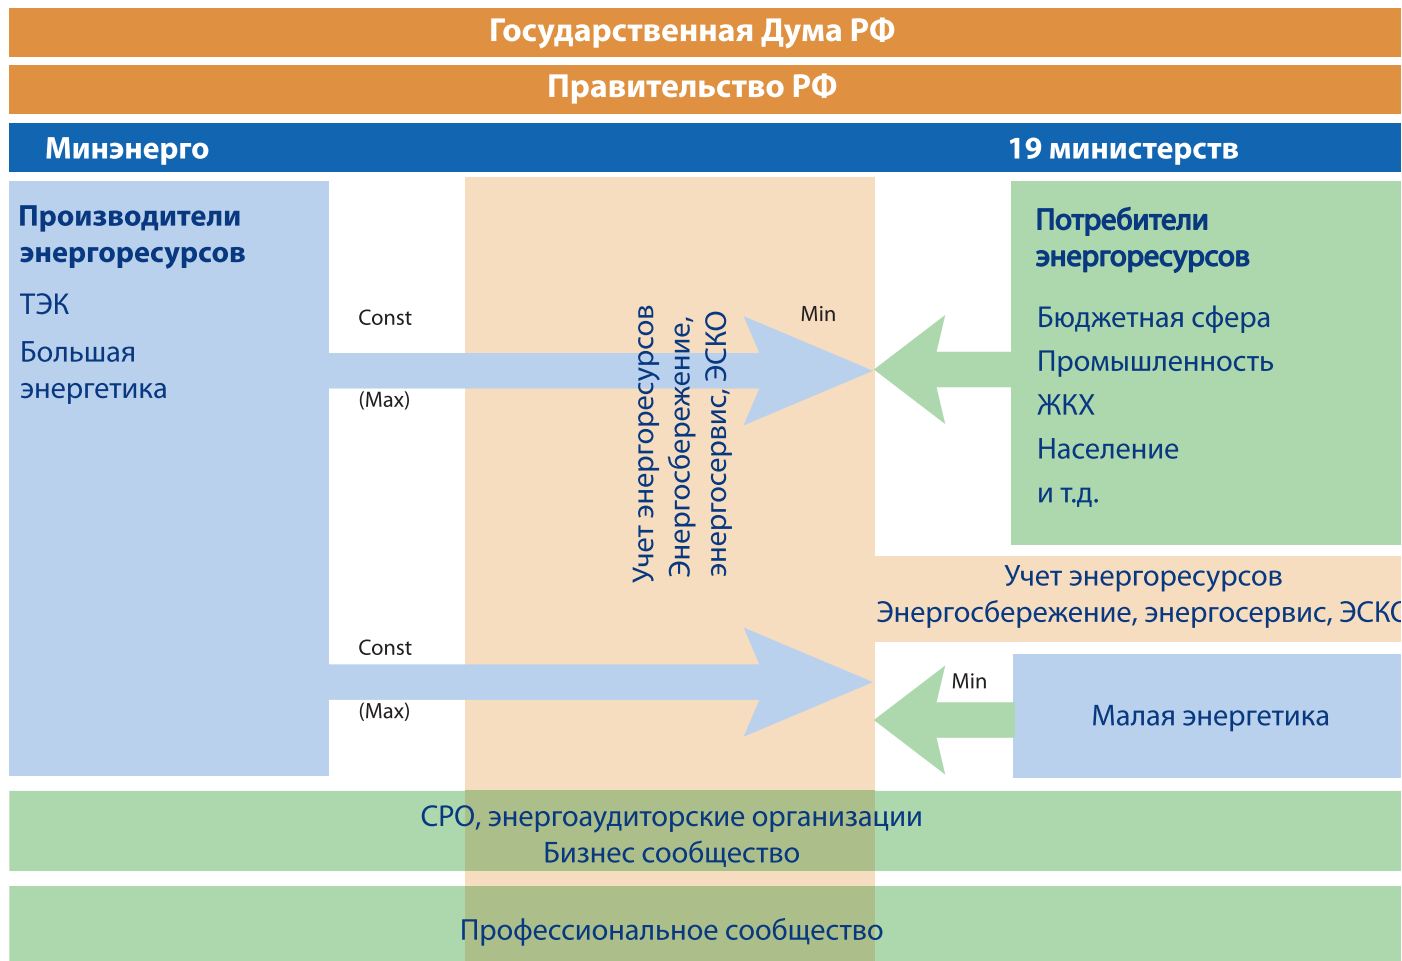 Государственная Дума РФ
Правительство РФ
Минэнерго
19 министерств
Производители
энергоресурсов
ТЭК
Большая
энергетика
Const
(Max)
Учет энергоресурсов
Энергосбережение,
энергосервис, ЭСКО
Min
Потребители
энергоресурсов
Бюджетная сфера
Промышленность
ЖКХ
Население
и т.д.
Учет энергоресурсов
Энергосбережение, энергосервис, ЭСКО
Const
(Max)
Min
Малая энергетика
СРО, энергоаудиторские организации
Бизнес сообщество
Профессиональное сообщество